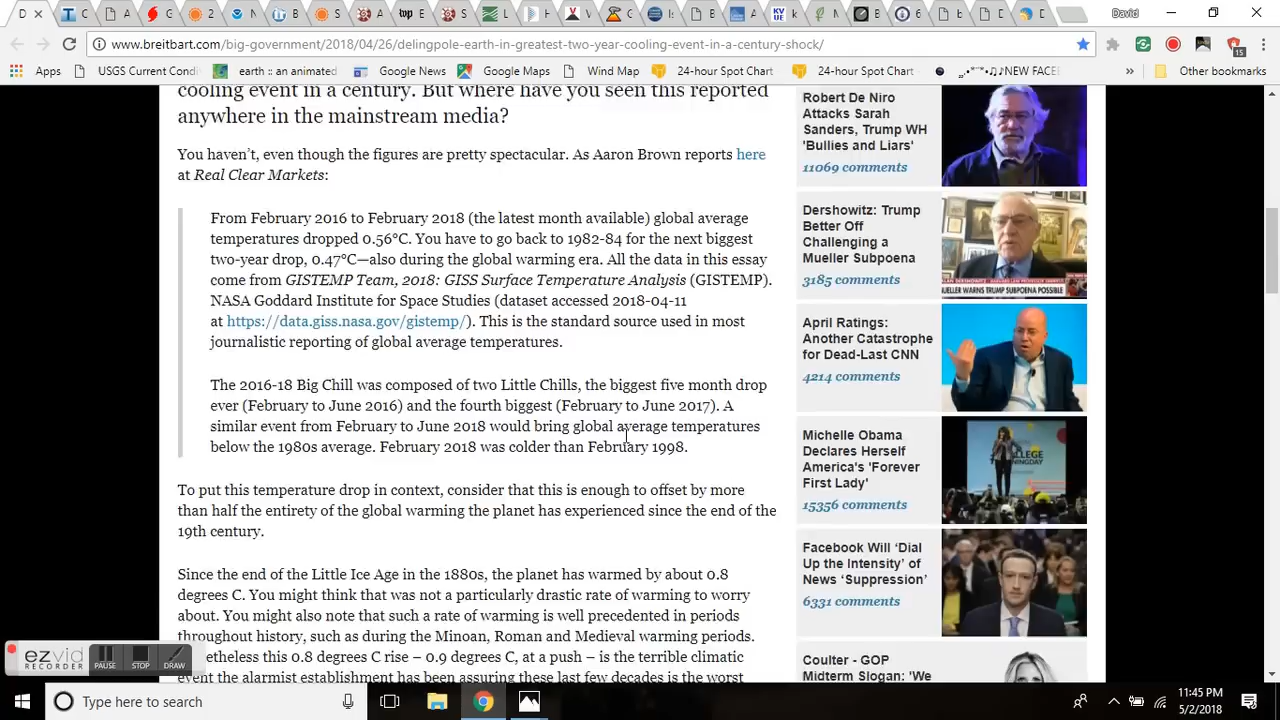 David
www.breitbart.com/big-government/2018/04/26/delingpole-earth-in-greatest-two-year-cooling-event-in-a-century-shock/
15
Apps USGS Current Condi earth :: an animated Google News Google Maps Wind Map 24-hour Spot Chart 24-hour Spot Chart NEW FACE Other bookmarks
cooling event in a century. But where have you seen this reported
anywhere in the mainstream media?
You haven't, even though the figures are pretty spectacular. As Aaron Brown reports here
at Real Clear Markets:
From February 2016 to February 2018 (the latest month available) global average
temperatures dropped 0.56°C. You have to go back to 1982-84 for the next biggest
two-year drop, 0.47°C—also during the global warming era. All the data in this essay
come from GISTEMP Team, 2018: GISS Surface Temperature Analysis (GISTEMP).
NASA Goddard Institute for Space Studies (dataset accessed 2018-04-11
at https://data.giss.nasa.gov/gistemp/). This is the standard source used in most
journalistic reporting of global average temperatures.
The 2016-18 Big Chill was composed of two Little Chills, the biggest five month drop
ever (February to June 2016) and the fourth biggest (February to June 2017). A
similar event from February to June 2018 would bring global average temperatures
below the 1980s average. February 2018 was colder than February 1998.
To put this temperature drop in context, consider that this is enough to offset by more
than half the entirety of the global warming the planet has experienced since the end of the
19th century.
Since the end of the Little Ice Age in the 1880s, the planet has warmed by about 0.8
degrees C. You might think that was not a particularly drastic rate of warming to worry
about. You might also note that such a rate of warming is well precedented in periods
throughout history, such as during the Minoan, Roman and Medieval warming periods.
netheless this 0.8 degrees C rise – 0.9 degrees C, at a push – is the terrible climatic
event the alarmist establishment has been assuring these last few decades is the worst
Robert De Niro
Attacks Sarah
Sanders, Trump WH
'Bullies and Liars'
11069 comments
Dershowitz: Trump
Better Off
Challenging a
Mueller Subpoena
3185 comments
UELLER WARNS TRUMP SUBPOENA POSSIBLE
April Ratings:
Another Catastrophe
for Dead-Last CNN
4214 comments
Michelle Obama
Declares Herself
America's 'Forever
First Lady'
15356 comments
Facebook Will 'Dial
Up the Intensity' of
News 'Suppression'
6331 comments
Coulter - GOP
Midterm Slogan: 'We
ezvid
RECORDER
PAUSE STOP DRAW
Type here to search
11:45 PM
5/2/2018